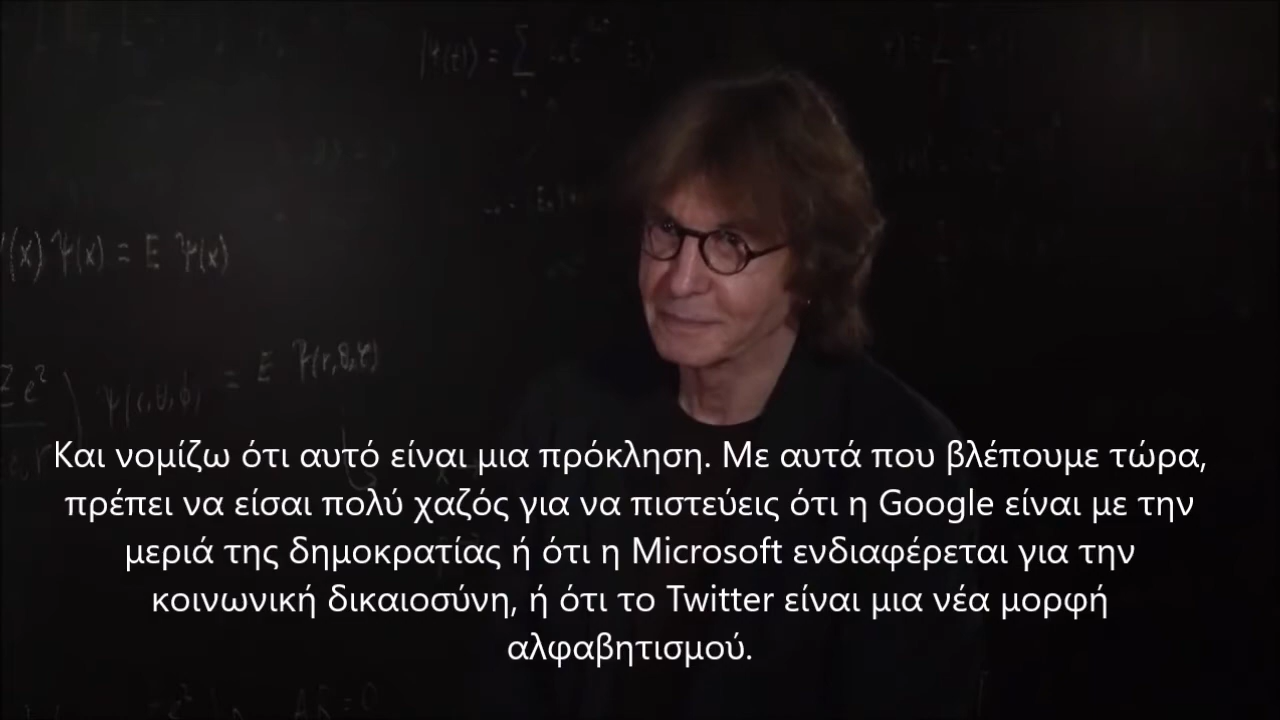 |Ψ(t)⟩ = Σ
(x) Ψ(x) = E Ψ(x)
= E Ψ(r,θ,φ)
Ze²
Ψ(r,θ,φ)
Και νομίζω ότι αυτό είναι μια πρόκληση. Με αυτά που βλέπουμε τώρα,
πρέπει να είσαι πολύ χαζός για να πιστεύεις ότι η Google είναι με την
μεριά της δημοκρατίας ή ότι η Microsoft ενδιαφέρεται για την
κοινωνική δικαιοσύνη, ή ότι το Twitter είναι μια νέα μορφή
αλφαβητισμού.